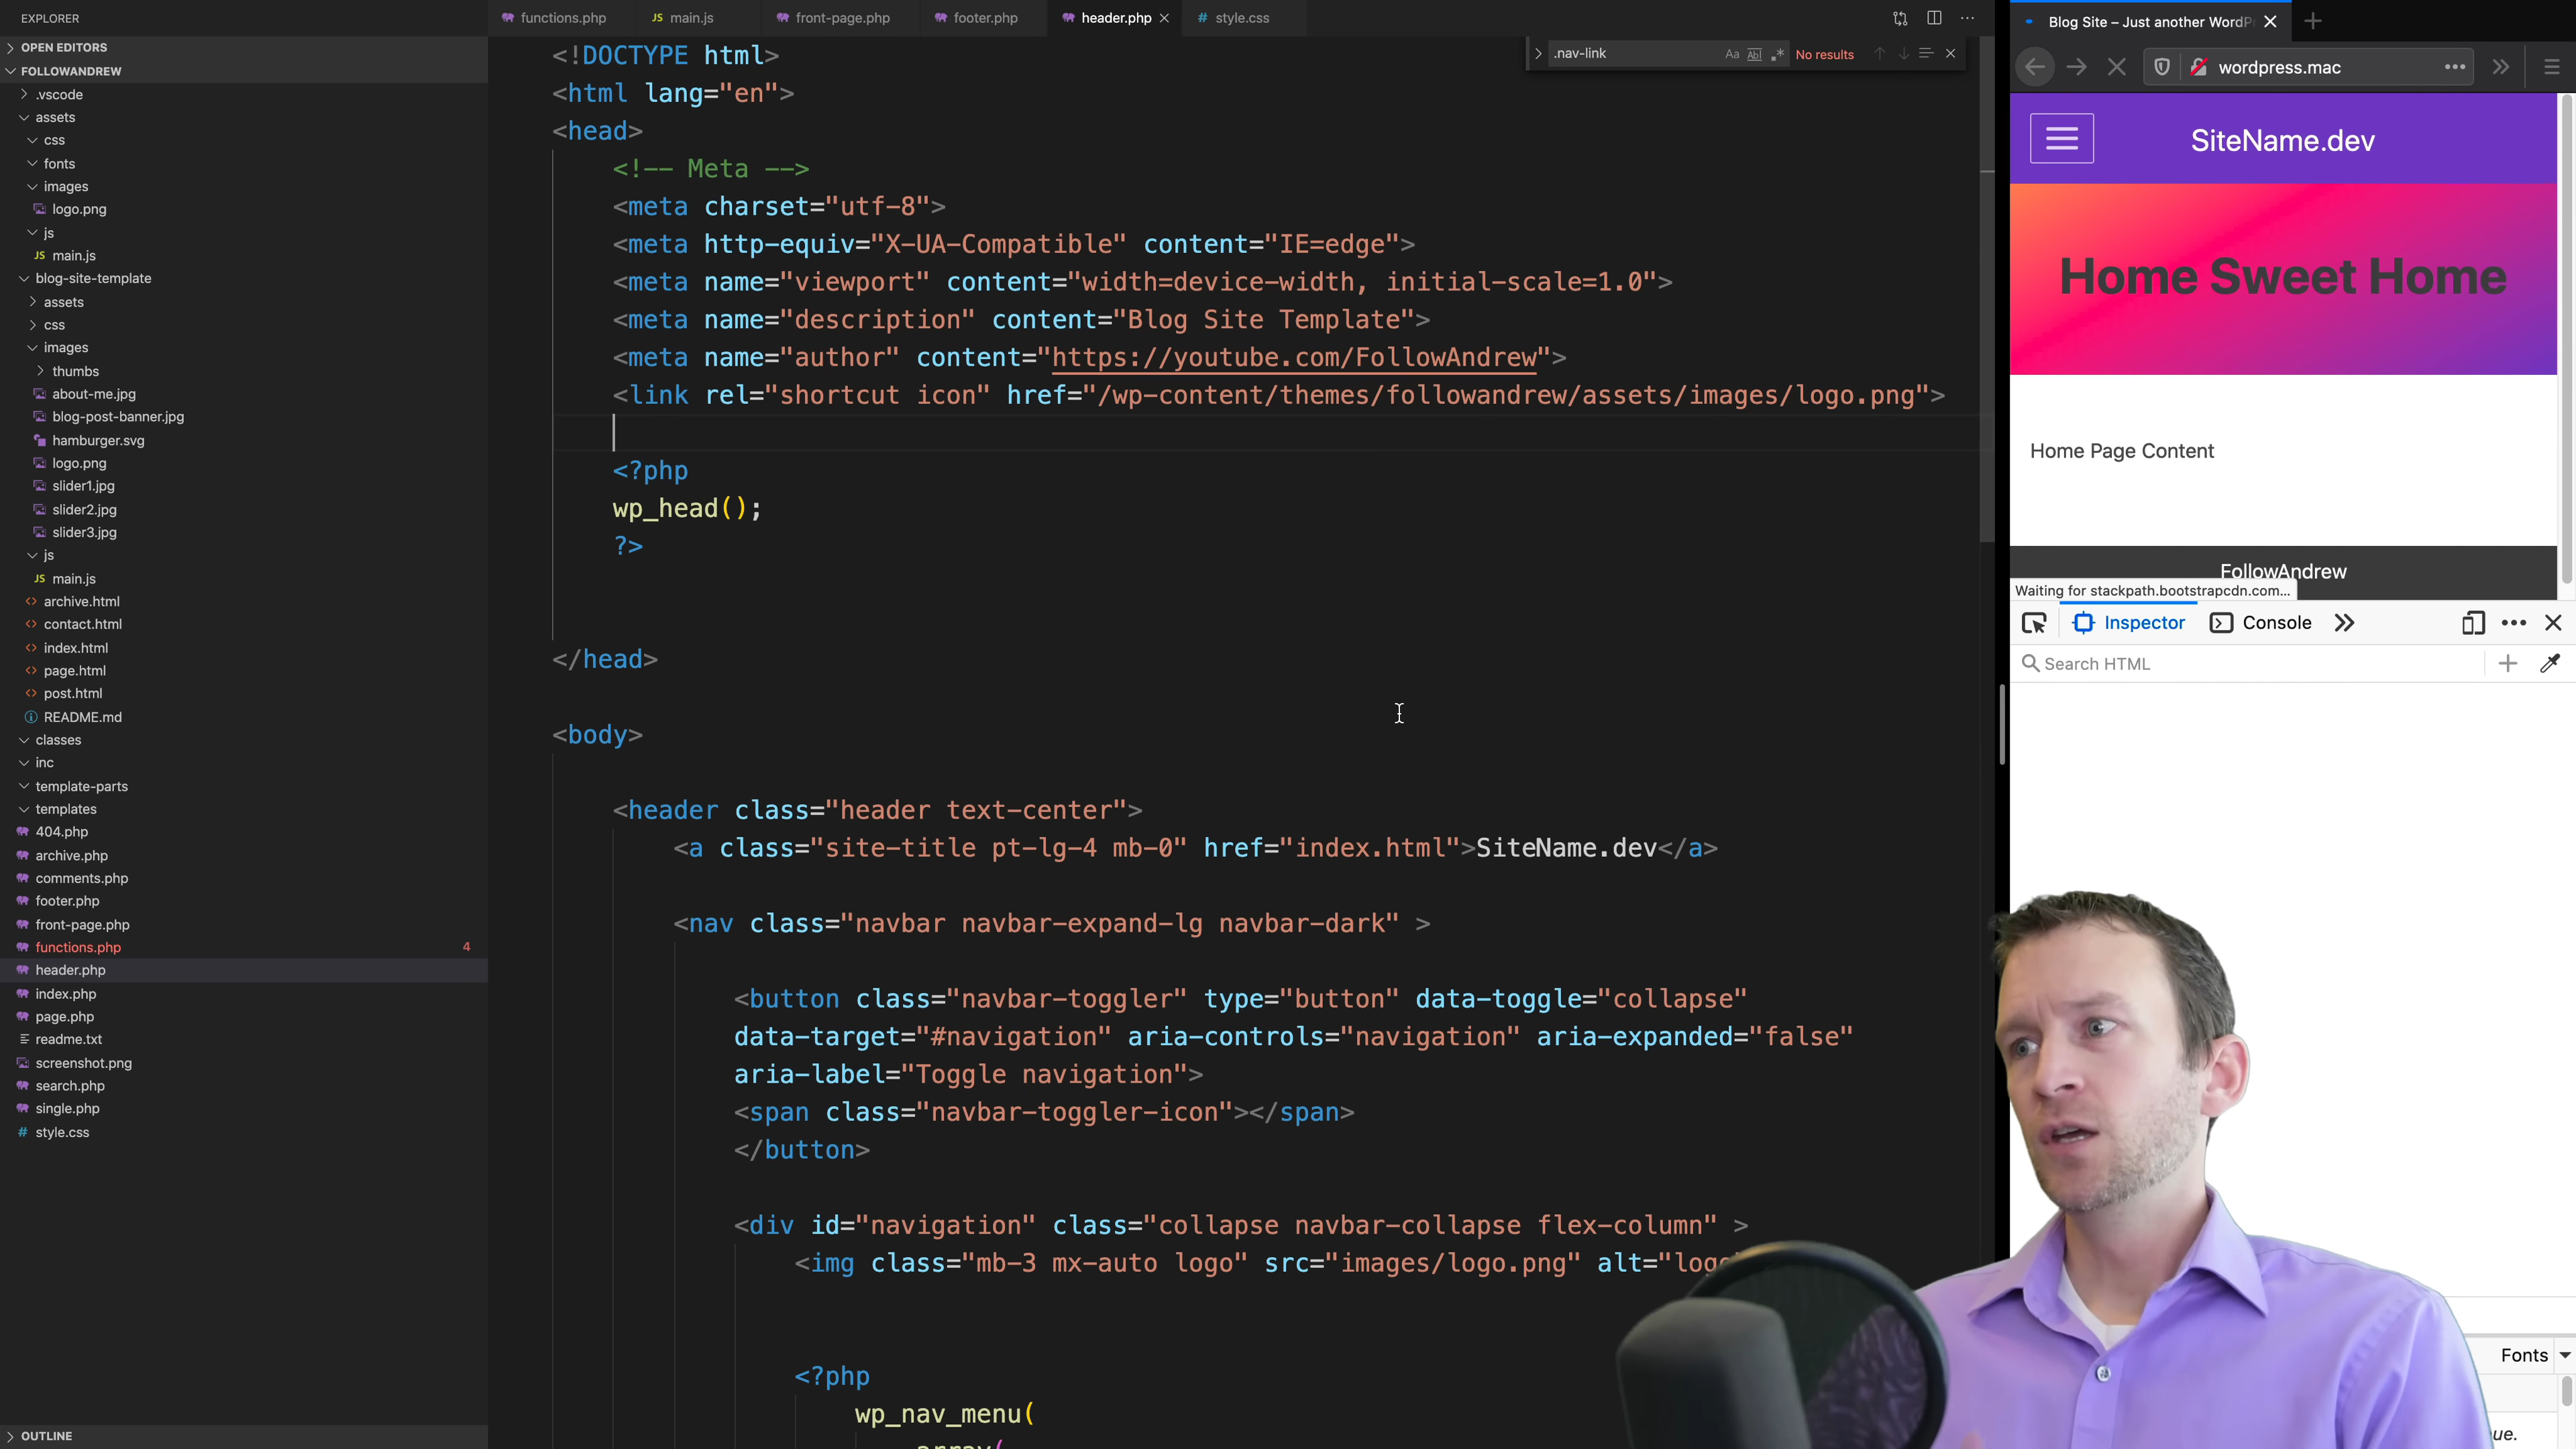 EXPLORER
OPEN EDITORS
FOLLOWANDREW
.vscode
assets
css
fonts
images
logo.png
js
JS main.js
blog-site-template
assets
css
images
thumbs
about-me.jpg
blog-post-banner.jpg
hamburger.svg
logo.png
slider1.jpg
slider2.jpg
slider3.jpg
js
JS main.js
archive.html
contact.html
index.html
page.html
post.html
README.md
classes
inc
template-parts
templates
404.php
archive.php
comments.php
footer.php
front-page.php
functions.php 4
header.php
index.php
page.php
readme.txt
screenshot.png
search.php
single.php
# style.css
OUTLINE
functions.php
JS main.js
front-page.php
footer.php
header.php
# style.css
.nav-link Aa Abl .* No results
<!DOCTYPE html>
<html lang="en">
<head>
<!-- Meta -->
<meta charset="utf-8">
<meta http-equiv="X-UA-Compatible" content="IE=edge">
<meta name="viewport" content="width=device-width, initial-scale=1.0">
<meta name="description" content="Blog Site Template">
<meta name="author" content="https://youtube.com/FollowAndrew">
<link rel="shortcut icon" href="/wp-content/themes/followandrew/assets/images/logo.png">
<?php
wp_head();
?>
</head>
<body>
<header class="header text-center">
<a class="site-title pt-lg-4 mb-0" href="index.html">SiteName.dev</a>
<nav class="navbar navbar-expand-lg navbar-dark" >
<button class="navbar-toggler" type="button" data-toggle="collapse"
data-target="#navigation" aria-controls="navigation" aria-expanded="false"
aria-label="Toggle navigation">
<span class="navbar-toggler-icon"></span>
</button>
<div id="navigation" class="collapse navbar-collapse flex-column" >
<img class="mb-3 mx-auto logo" src="images/logo.png" alt="log
<?php
wp_nav_menu(
array(
Blog Site – Just another WordP
wordpress.mac
SiteName.dev
Home Sweet Home
Home Page Content
FollowAndrew
Waiting for stackpath.bootstrapcdn.com...
Inspector
Console
Search HTML
Fonts
ue.